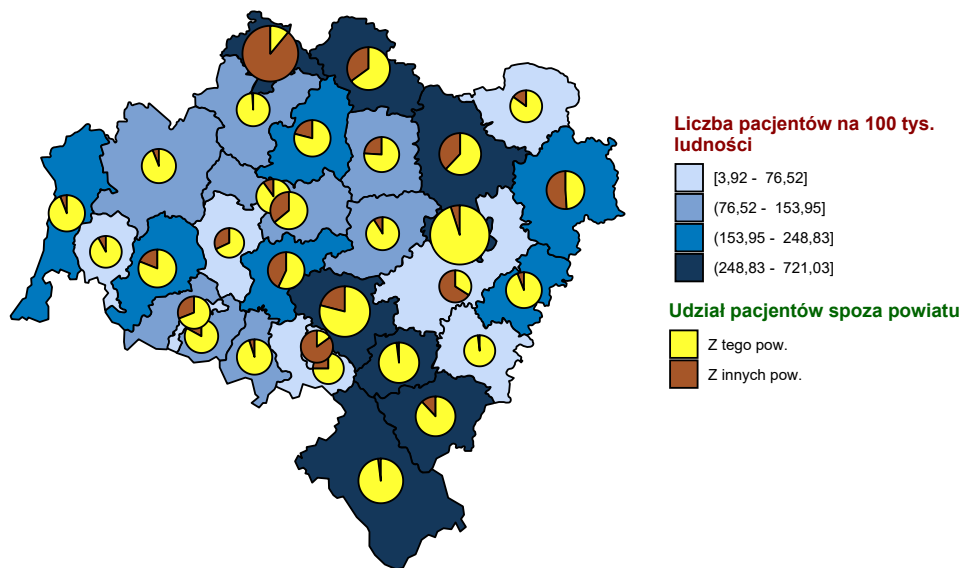 Liczba pacjentów na 100 tys.
ludności
[3,92 - 76,52]
(76,52 - 153,95]
(153,95 - 248,83]
(248,83 - 721,03]
Udział pacjentów spoza powiatu
Z tego pow.
Z innych pow.